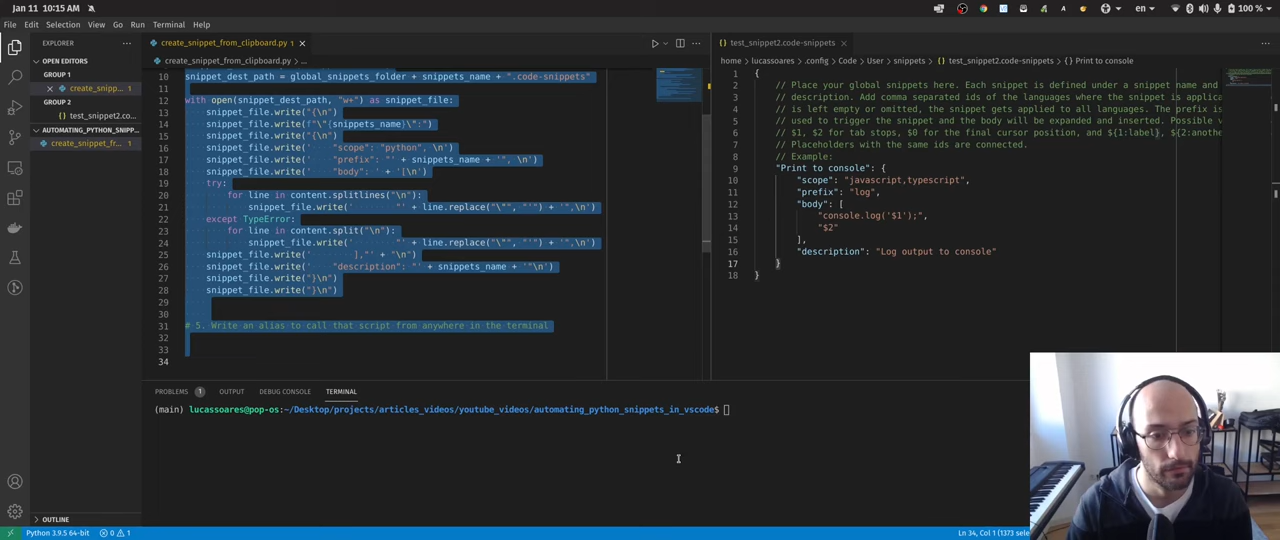 Jan 11 10:15 AM
en
100 %
File Edit Selection View Go Run Terminal Help
EXPLORER
OPEN EDITORS
GROUP 1
create_snipp...
1
GROUP 2
test_snippet2.co...
AUTOMATING_PYTHON_SNIPP...
create_snippet_fr...
1
OUTLINE
create_snippet_from_clipboard.py 1
create_snippet_from_clipboard.py > ...
10 snippet_dest_path = global_snippets_folder + snippets_name + ".code-snippets"
11
12 with open(snippet_dest_path, "w+") as snippet_file:
13 snippet_file.write("{\n")
14 snippet_file.write(f"\"{snippets_name}\":")
15 snippet_file.write("{\n")
16 snippet_file.write('    "scope": "python", \n')
17 snippet_file.write('    "prefix": "' + snippets_name + '", \n')
18 snippet_file.write('    "body": ' + '[\n')
19 try:
20 for line in content.splitlines("\n"):
21 snippet_file.write('        "' + line.replace("\"", "'") + '",\n')
22 except TypeError:
23 for line in content.split("\n"):
24 snippet_file.write('        "' + line.replace("\"", "'") + '",\n')
25 snippet_file.write('        ],"' + "\n")
26 snippet_file.write('    "description": "' + snippets_name + '"\n')
27 snippet_file.write("}\n")
28 snippet_file.write("}\n")
29
30
31 # 5. Write an alias to call that script from anywhere in the terminal
32
33
34
test_snippet2.code-snippets
home > lucassoares > .config > Code > User > snippets > test_snippet2.code-snippets > {} Print to console
1 {
2 // Place your global snippets here. Each snippet is defined under a snippet name and
3 // description. Add comma separated ids of the languages where the snippet is applica
4 // is left empty or omitted, the snippet gets applied to all languages. The prefix is
5 // used to trigger the snippet and the body will be expanded and inserted. Possible v
6 // $1, $2 for tab stops, $0 for the final cursor position, and ${1:label}, ${2:anothe
7 // Placeholders with the same ids are connected.
8 // Example:
9 "Print to console": {
10 "scope": "javascript,typescript",
11 "prefix": "log",
12 "body": [
13 "console.log('$1');",
14 "$2"
15 ],
16 "description": "Log output to console"
17 }
18 }
PROBLEMS 1 OUTPUT DEBUG CONSOLE TERMINAL
(main) lucassoares@pop-os:~/Desktop/projects/articles_videos/youtube_videos/automating_python_snippets_in_vscode$
Python 3.9.5 64-bit 0 1
Ln 34, Col 1 (1373 sele